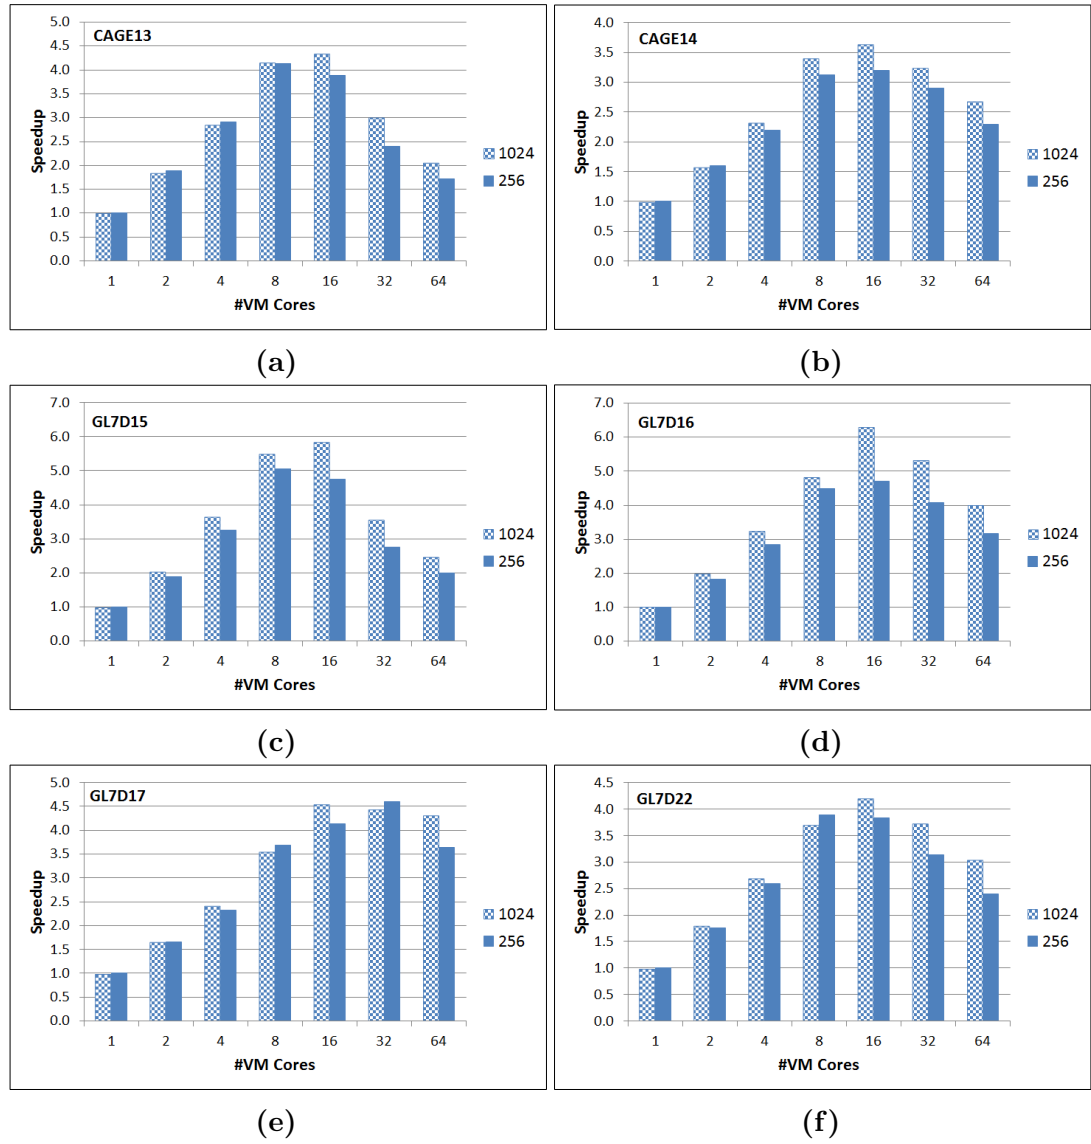 CAGE13
5.0
4.5
4.0
3.5
3.0
2.5
2.0
1.5
1.0
0.5
0.0
Speedup
1 2 4 8 16 32 64
#VM Cores
1024
256
(a)
CAGE14
4.0
3.5
3.0
2.5
2.0
1.5
1.0
0.5
0.0
Speedup
1 2 4 8 16 32 64
#VM Cores
1024
256
(b)
GL7D15
7.0
6.0
5.0
4.0
3.0
2.0
1.0
0.0
Speedup
1 2 4 8 16 32 64
#VM Cores
1024
256
(c)
GL7D16
7.0
6.0
5.0
4.0
3.0
2.0
1.0
0.0
Speedup
1 2 4 8 16 32 64
#VM Cores
1024
256
(d)
GL7D17
5.0
4.5
4.0
3.5
3.0
2.5
2.0
1.5
1.0
0.5
0.0
Speedup
1 2 4 8 16 32 64
#VM Cores
1024
256
(e)
GL7D22
4.5
4.0
3.5
3.0
2.5
2.0
1.5
1.0
0.5
0.0
Speedup
1 2 4 8 16 32 64
#VM Cores
1024
256
(f)